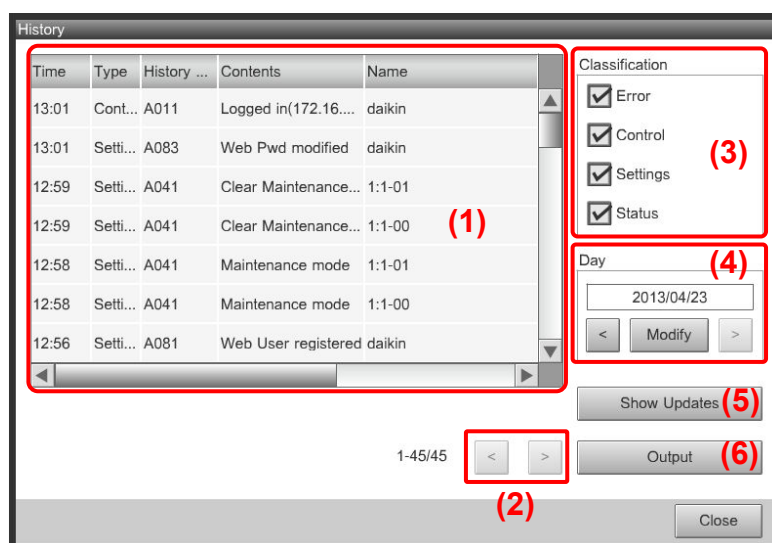 History
Time Type History ... Contents Name
13:01 Cont... A011 Logged in(172.16.... daikin
13:01 Setti... A083 Web Pwd modified daikin
12:59 Setti... A041 Clear Maintenance... 1:1-01
12:59 Setti... A041 Clear Maintenance... 1:1-00
12:58 Setti... A041 Maintenance mode 1:1-01
12:58 Setti... A041 Maintenance mode 1:1-00
12:56 Setti... A081 Web User registered daikin
(1)
1-45/45 < >
(2)
Classification
Error
Control
Settings
Status
(3)
Day
(4)
2013/04/23
< Modify >
Show Updates (5)
Output (6)
Close